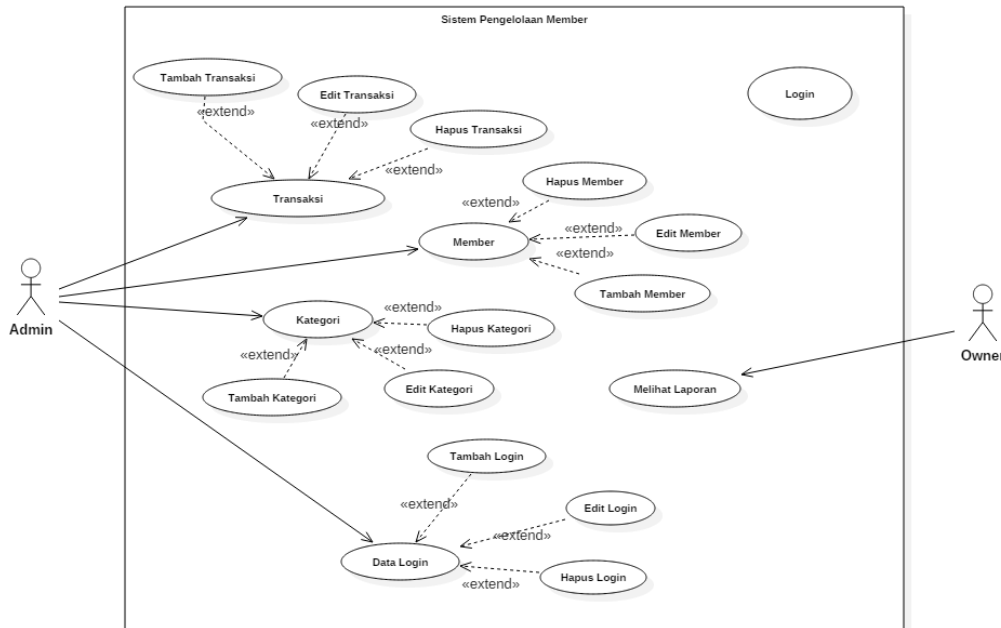 Sistem Pengelolaan Member
Tambah Transaksi
Edit Transaksi
Login
«extend»
«extend»
Hapus Transaksi
«extend»
Hapus Member
Transaksi
«extend»
Member
«extend»
Edit Member
«extend»
Tambah Member
Admin
Kategori
«extend»
Hapus Kategori
«extend»
«extend»
Owner
Tambah Kategori
Edit Kategori
Melihat Laporan
Tambah Login
«extend»
Edit Login
«extend»
Data Login
«extend»
Hapus Login